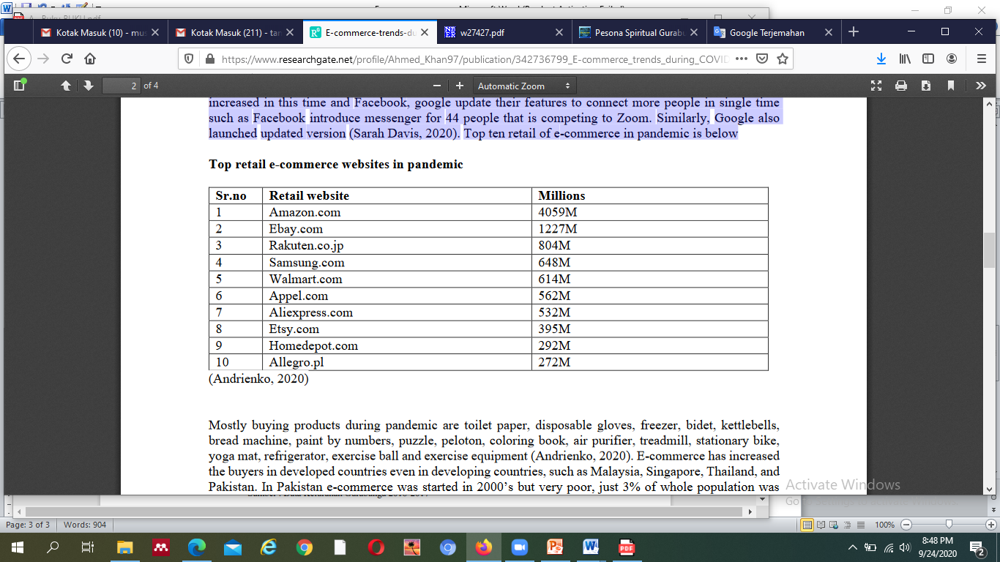 Kotak Masuk (10) - mus
Kotak Masuk (211) - tan
E-commerce-trends-du
w27427.pdf
Pesona Spiritual Gurabu
Google Terjemahan
https://www.researchgate.net/profile/Ahmed_Khan97/publication/342736799_E-commerce_trends_during_COVID
2 of 4
Automatic Zoom
increased in this time and Facebook, google update their features to connect more people in single time
such as Facebook introduce messenger for 44 people that is competing to Zoom. Similarly, Google also
launched updated version (Sarah Davis, 2020). Top ten retail of e-commerce in pandemic is below
Top retail e-commerce websites in pandemic
Sr.no Retail website Millions
1 Amazon.com 4059M
2 Ebay.com 1227M
3 Rakuten.co.jp 804M
4 Samsung.com 648M
5 Walmart.com 614M
6 Appel.com 562M
7 Aliexpress.com 532M
8 Etsy.com 395M
9 Homedepot.com 292M
10 Allegro.pl 272M
(Andrienko, 2020)
Mostly buying products during pandemic are toilet paper, disposable gloves, freezer, bidet, kettlebells,
bread machine, paint by numbers, puzzle, peloton, coloring book, air purifier, treadmill, stationary bike,
yoga mat, refrigerator, exercise ball and exercise equipment (Andrienko, 2020). E-commerce has increased
the buyers in developed countries even in developing countries, such as Malaysia, Singapore, Thailand, and
Pakistan. In Pakistan e-commerce was started in 2000's but very poor, just 3% of whole population was
Activate Windows
Page: 3 of 3 Words: 904
100%
8:48 PM
9/24/2020
2